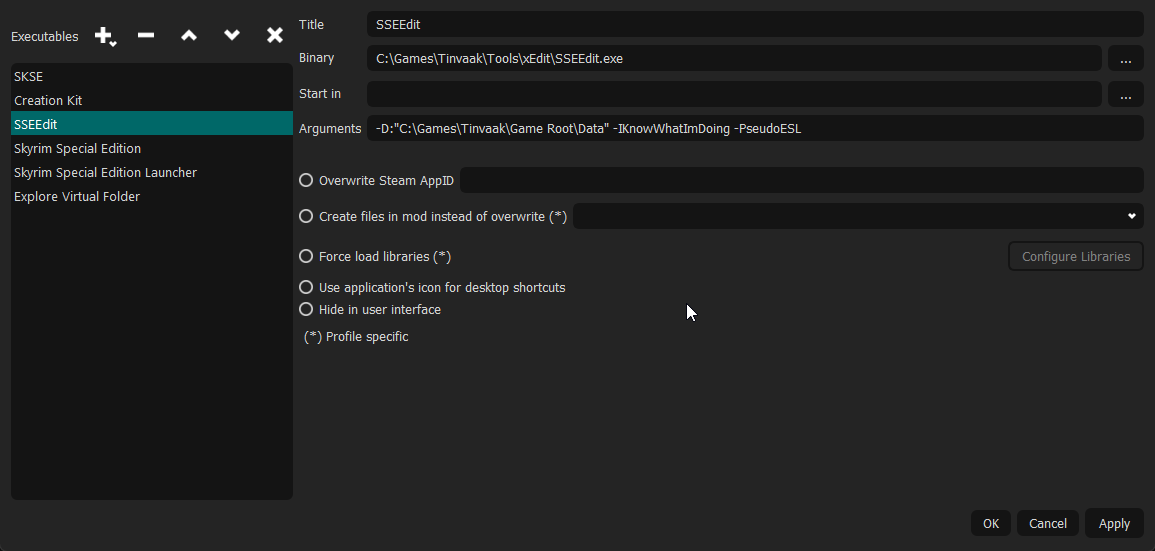 Executables
SKSE
Creation Kit
SSEEdit
Skyrim Special Edition
Skyrim Special Edition Launcher
Explore Virtual Folder
Title SSEEdit
Binary C:\Games\Tinvaak\Tools\xEdit\SSEEdit.exe ...
Start in ...
Arguments -D:"C:\Games\Tinvaak\Game Root\Data" -IKnowWhatImDoing -PseudoESL
Overwrite Steam AppID
Create files in mod instead of overwrite (*)
Force load libraries (*) Configure Libraries
Use application's icon for desktop shortcuts
Hide in user interface
(*) Profile specific
OK Cancel Apply